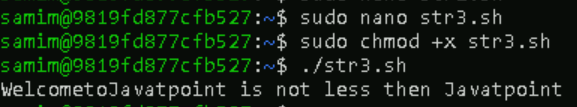 samim@9819fd877cfb527:~$ sudo nano str3.sh
samim@9819fd877cfb527:~$ sudo chmod +x str3.sh
samim@9819fd877cfb527:~$ ./str3.sh
WelcometoJavatpoint is not less then Javatpoint